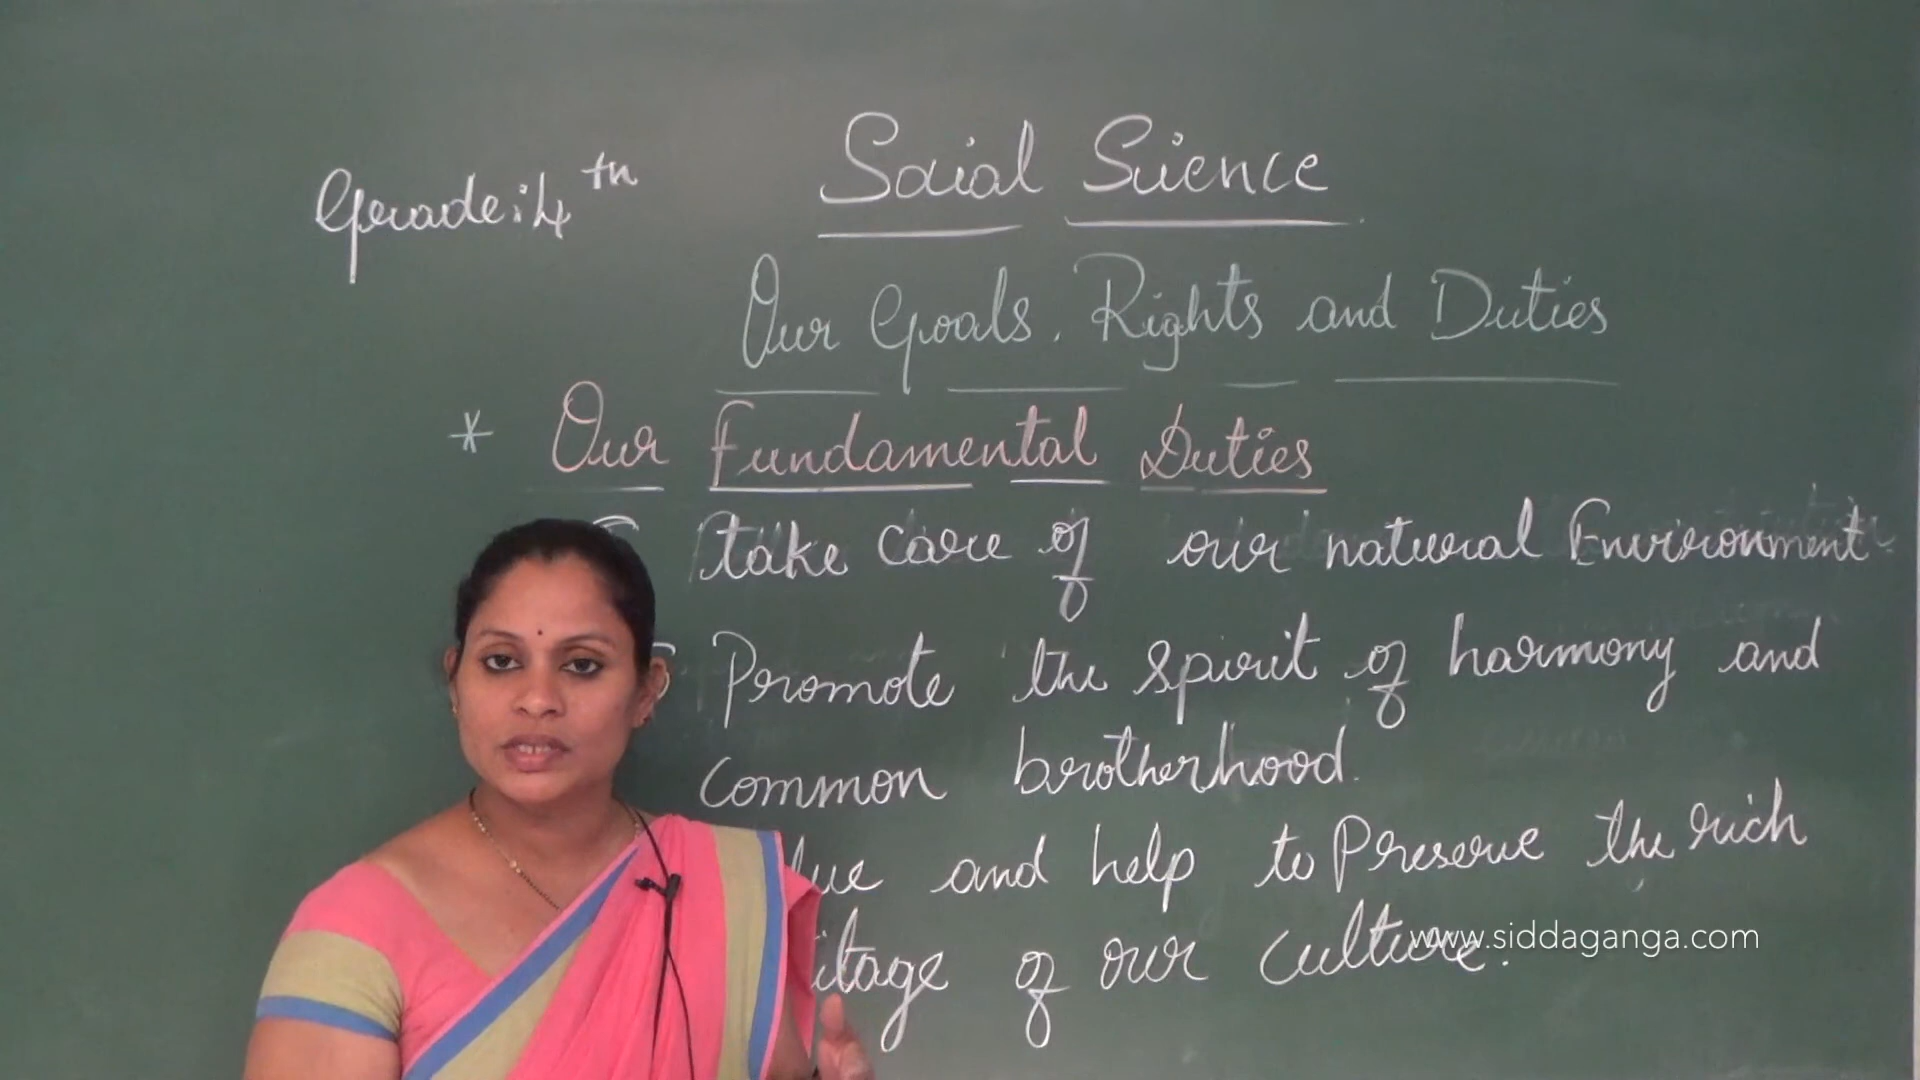 Grade: 4th
Social Science
Our Goals, Rights and Duties
* Our Fundamental Duties
take care of our natural Environment.
Promote the spirit of harmony and
common brotherhood.
and help to Preserve the rich
of our culture.
www.siddaganga.com